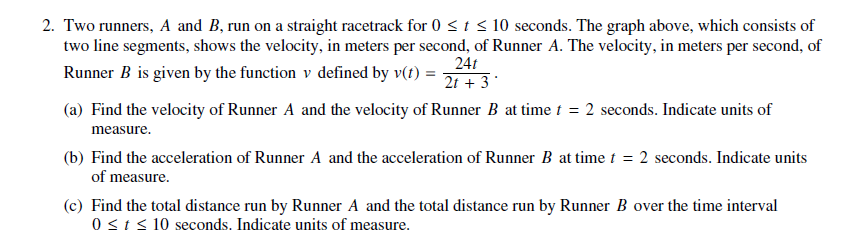 2. Two runners, A and B, run on a straight racetrack for 0 ≤ t ≤ 10 seconds. The graph above, which consists of
two line segments, shows the velocity, in meters per second, of Runner A. The velocity, in meters per second, of
Runner B is given by the function v defined by v(t) = 24t / (2t + 3).
(a) Find the velocity of Runner A and the velocity of Runner B at time t = 2 seconds. Indicate units of
measure.
(b) Find the acceleration of Runner A and the acceleration of Runner B at time t = 2 seconds. Indicate units
of measure.
(c) Find the total distance run by Runner A and the total distance run by Runner B over the time interval
0 ≤ t ≤ 10 seconds. Indicate units of measure.